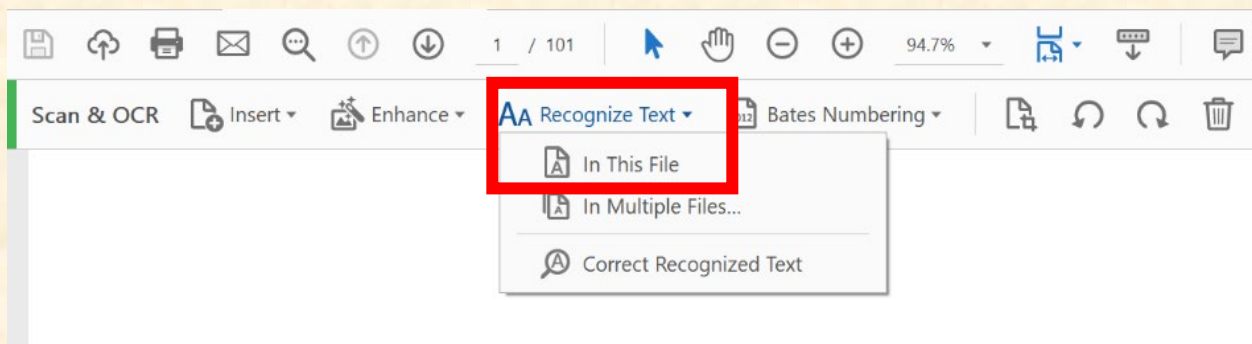 1 / 101 94.7%
Scan & OCR Insert Enhance AA Recognize Text Bates Numbering
In This File
In Multiple Files...
Correct Recognized Text